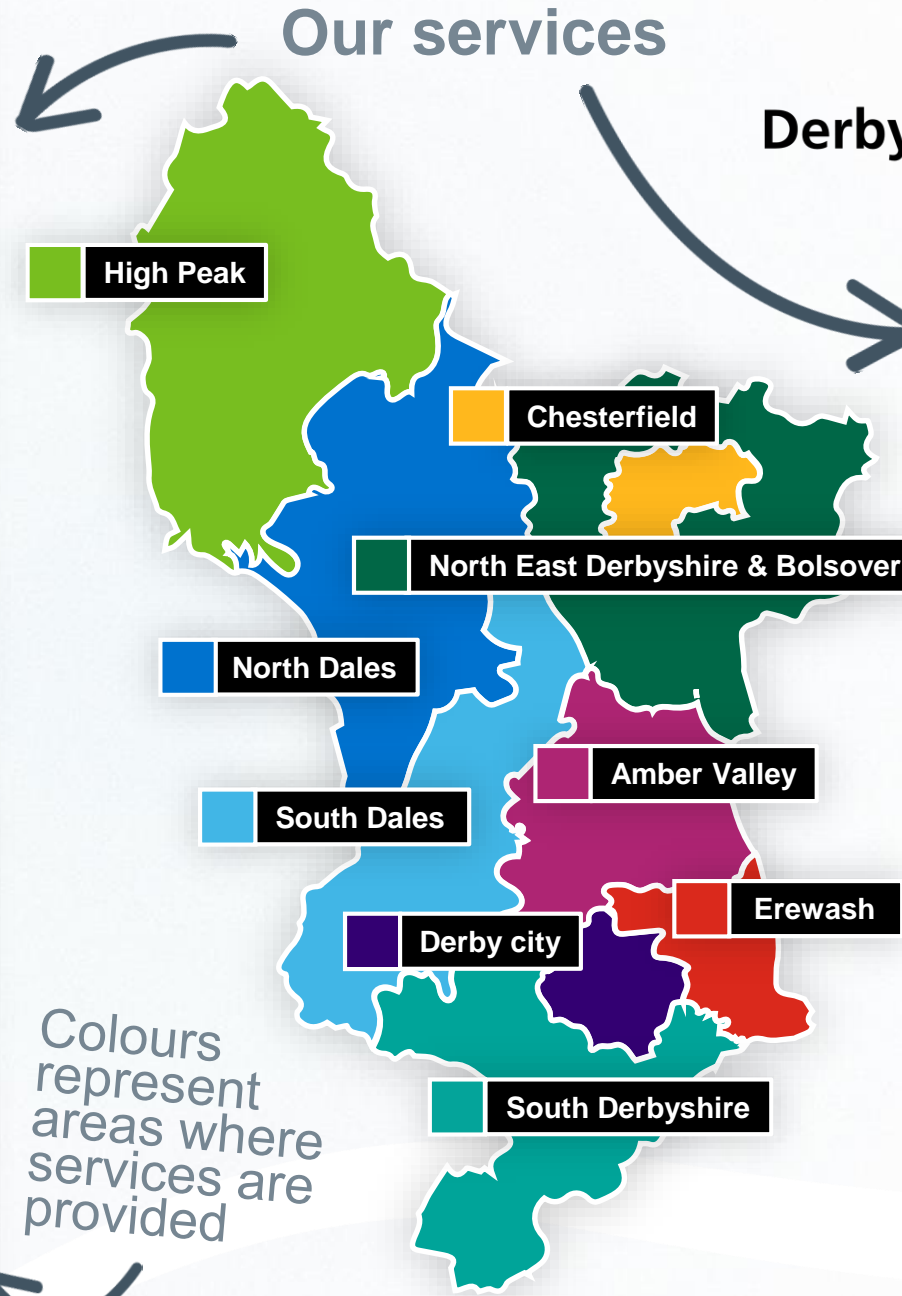 Our services
Derby
High Peak
Chesterfield
North East Derbyshire & Bolsover
North Dales
Amber Valley
South Dales
Erewash
Derby city
Colours
represent
areas where
services are
provided
South Derbyshire